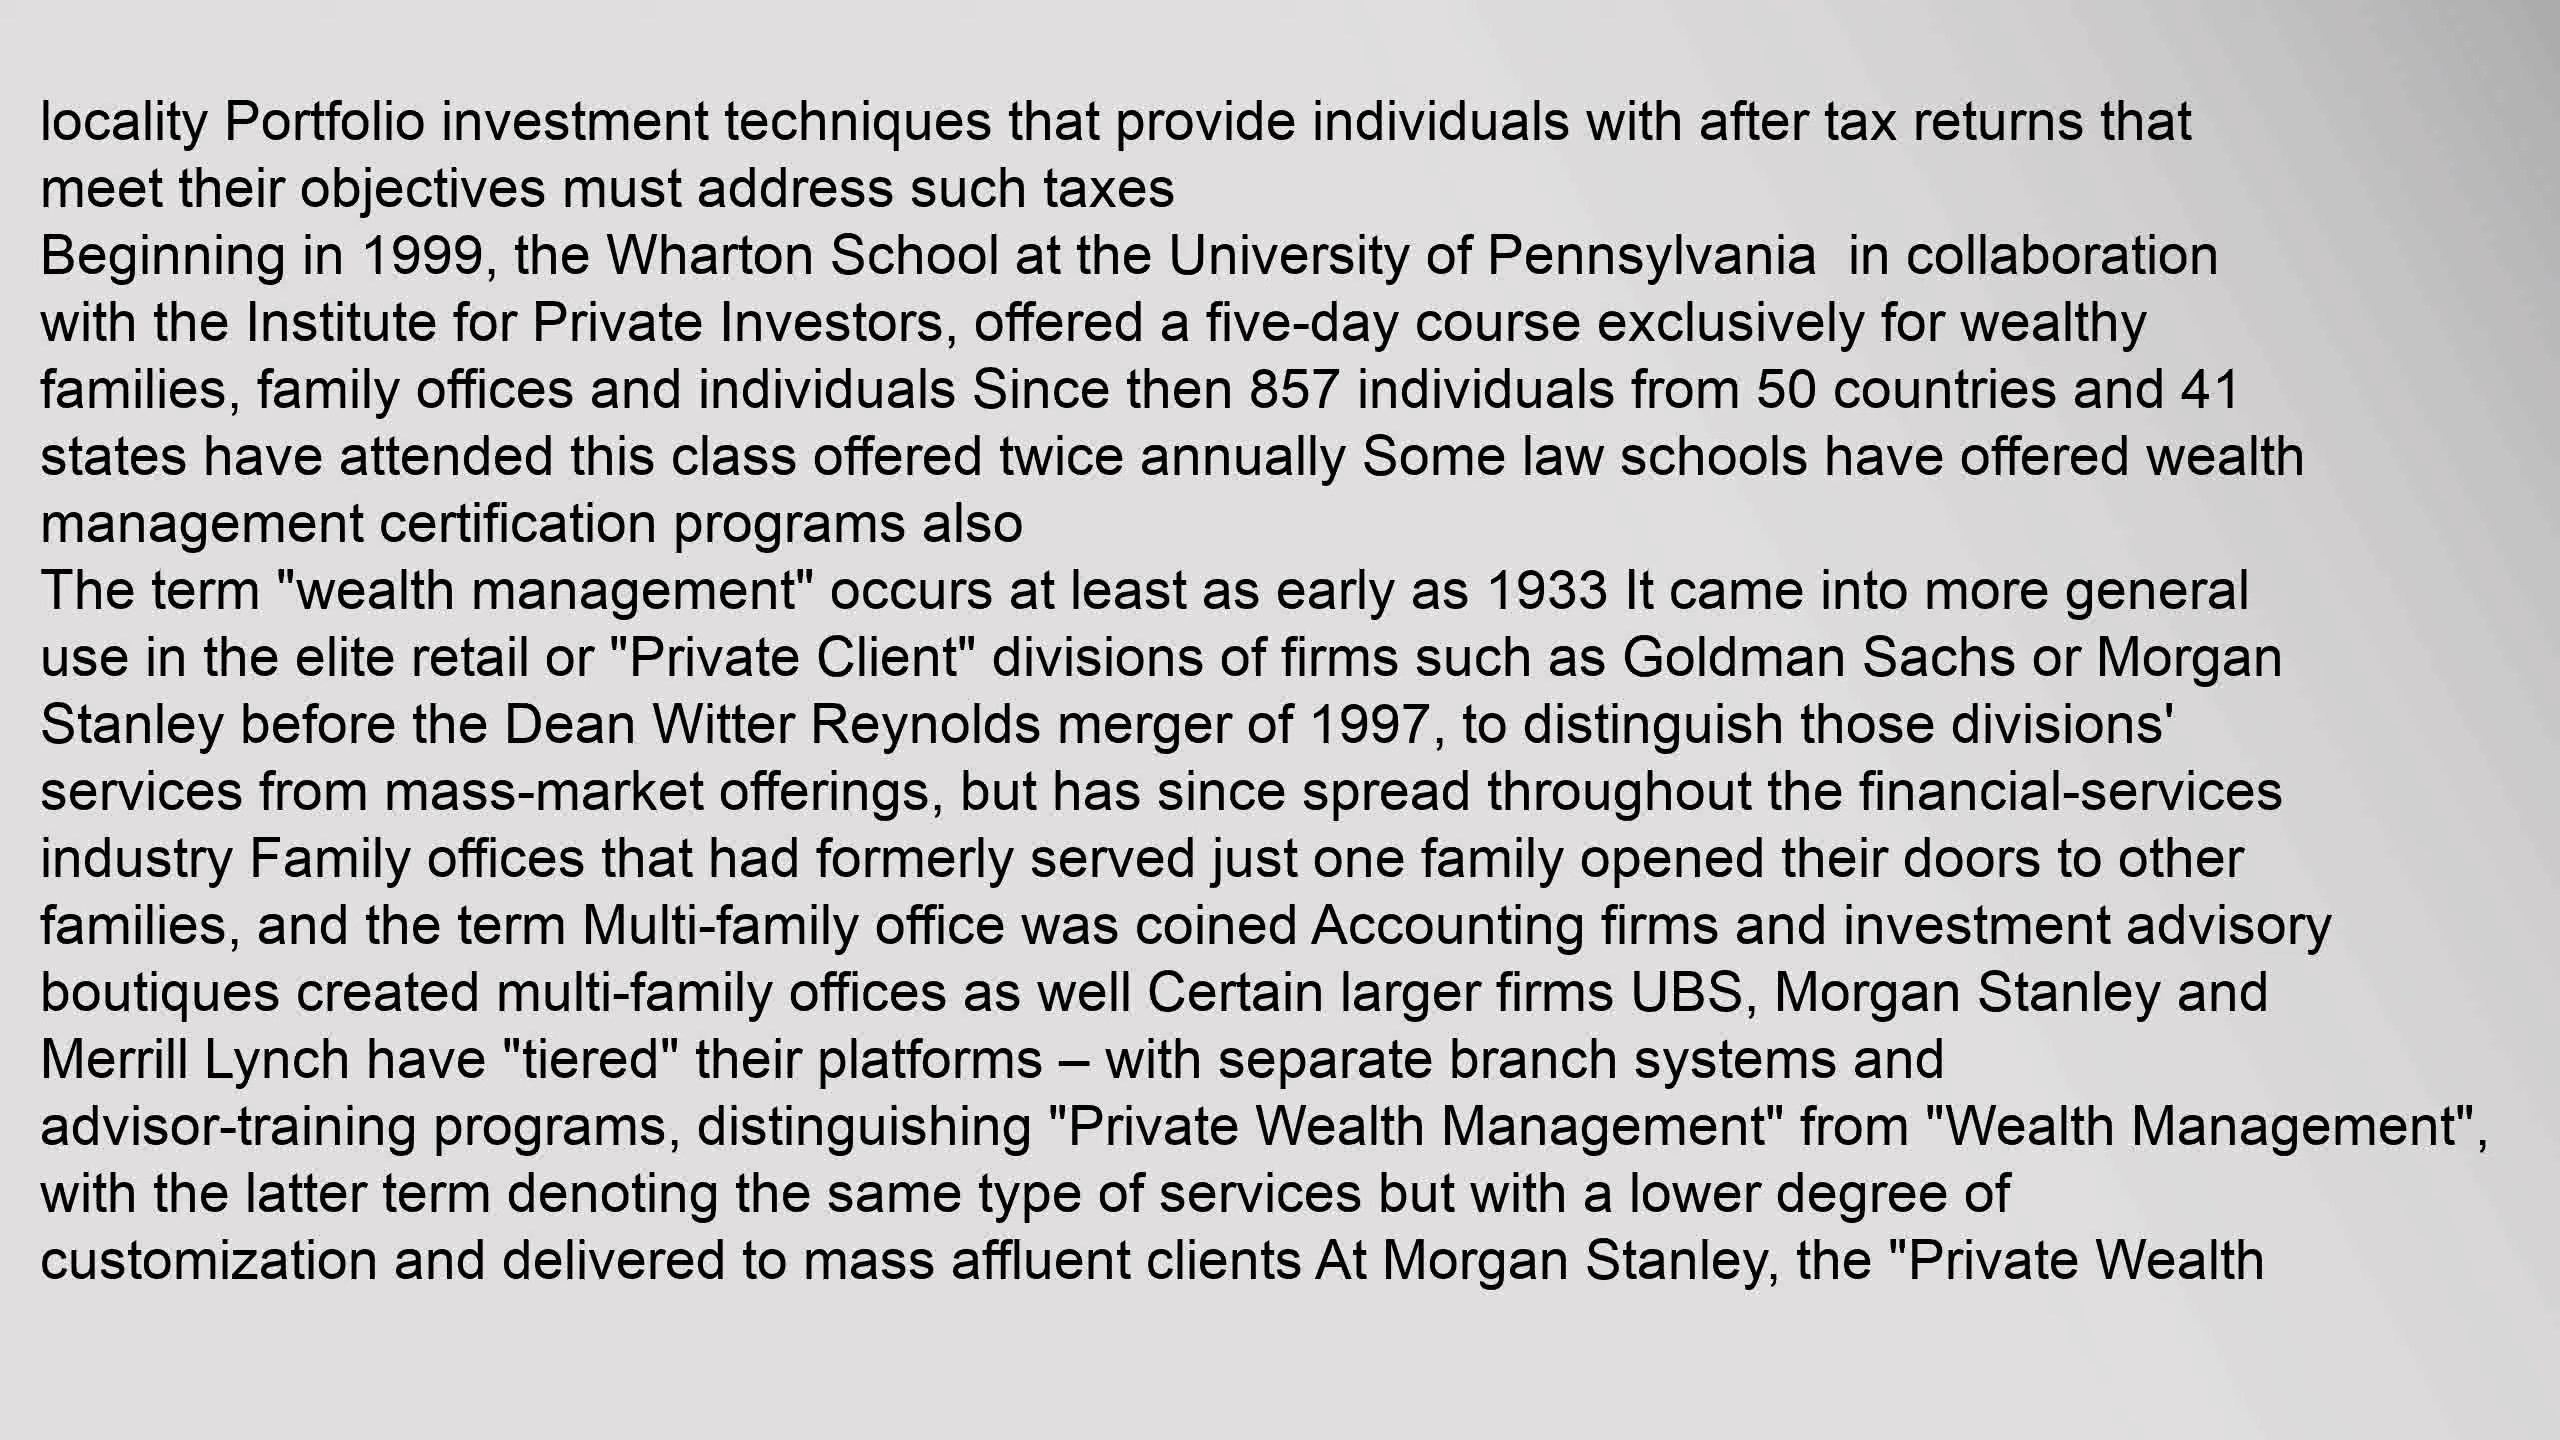 locality Portfolio investment techniques that provide individuals with after tax returns that
meet their objectives must address such taxes
Beginning in 1999, the Wharton School at the University of Pennsylvania  in collaboration
with the Institute for Private Investors, offered a five-day course exclusively for wealthy
families, family offices and individuals Since then 857 individuals from 50 countries and 41
states have attended this class offered twice annually Some law schools have offered wealth
management certification programs also
The term "wealth management" occurs at least as early as 1933 It came into more general
use in the elite retail or "Private Client" divisions of firms such as Goldman Sachs or Morgan
Stanley before the Dean Witter Reynolds merger of 1997, to distinguish those divisions'
services from mass-market offerings, but has since spread throughout the financial-services
industry Family offices that had formerly served just one family opened their doors to other
families, and the term Multi-family office was coined Accounting firms and investment advisory
boutiques created multi-family offices as well Certain larger firms UBS, Morgan Stanley and
Merrill Lynch have "tiered" their platforms – with separate branch systems and
advisor-training programs, distinguishing "Private Wealth Management" from "Wealth Management",
with the latter term denoting the same type of services but with a lower degree of
customization and delivered to mass affluent clients At Morgan Stanley, the "Private Wealth